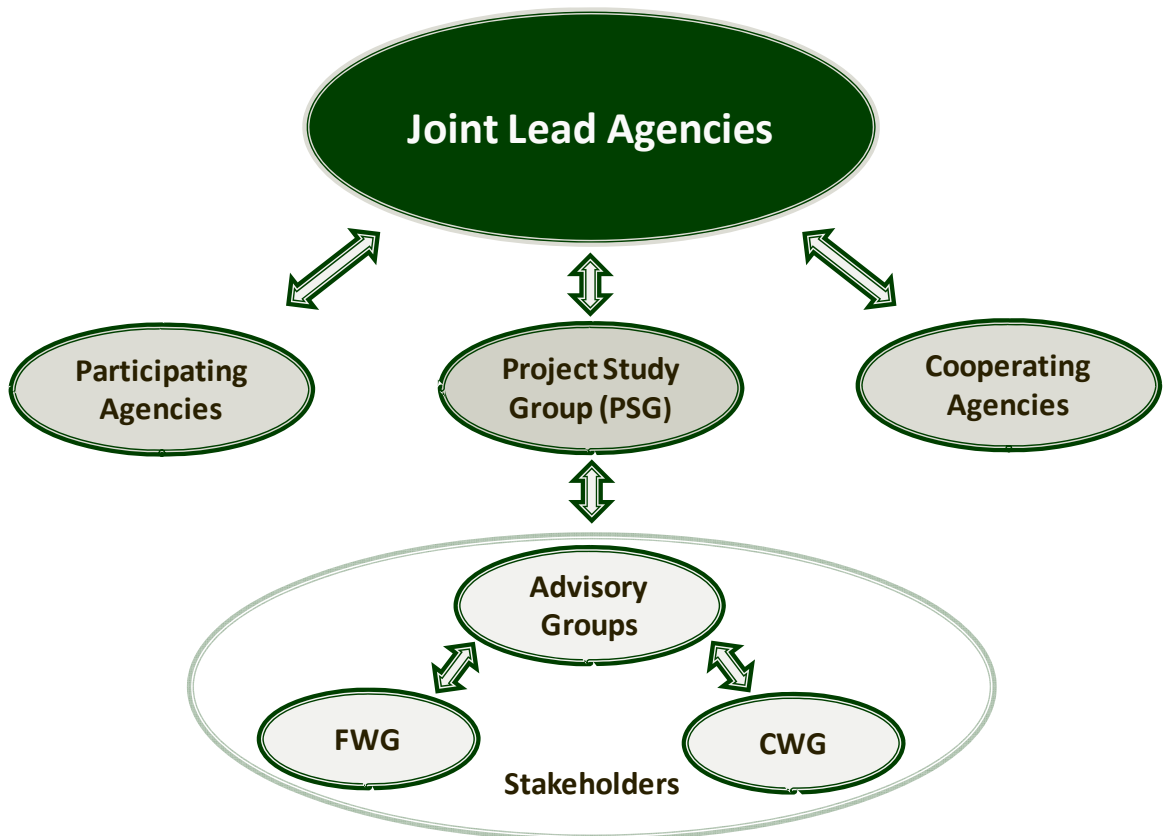 Joint Lead Agencies
Participating
Agencies
Project Study
Group (PSG)
Cooperating
Agencies
Advisory
Groups
FWG
CWG
Stakeholders